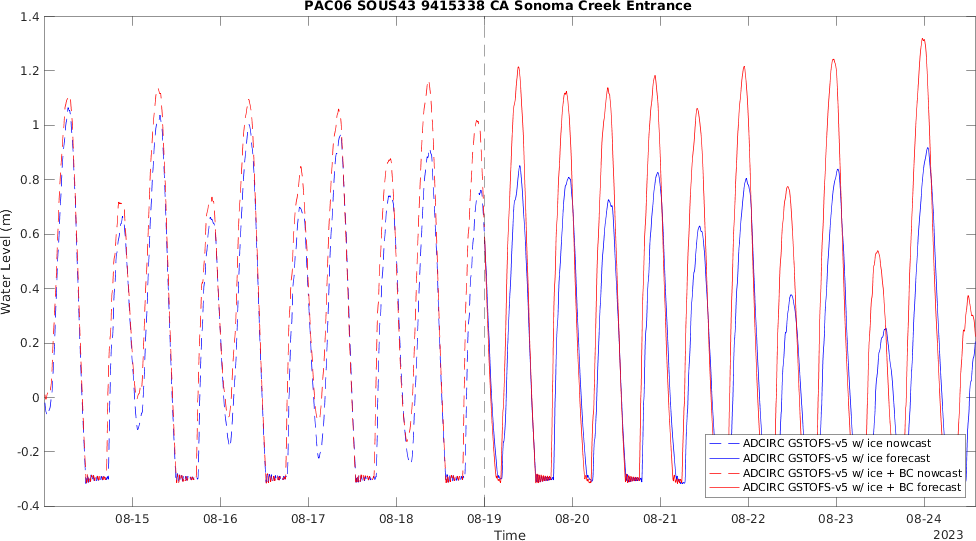 PAC06 SOUS43 9415338 CA Sonoma Creek Entrance
1.4
1.2
1
0.8
0.6
0.4
0.2
0
-0.2
-0.4
Water Level (m)
ADCIRC GSTOFS-v5 w/ ice nowcast
ADCIRC GSTOFS-v5 w/ ice forecast
ADCIRC GSTOFS-v5 w/ ice + BC nowcast
ADCIRC GSTOFS-v5 w/ ice + BC forecast
08-15 08-16 08-17 08-18 08-19 08-20 08-21 08-22 08-23 08-24
Time
2023